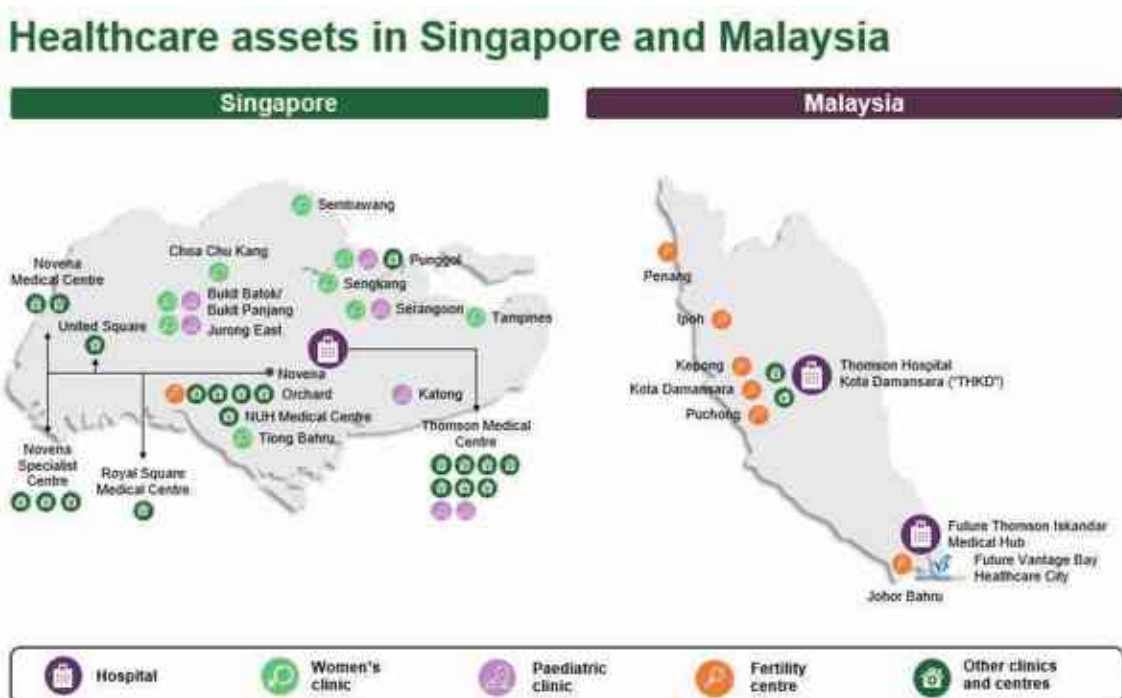 Healthcare assets in Singapore and Malaysia
Singapore
Malaysia
Sembawang
Choa Chu Kang
Punggol
Novena
Medical Centre
Sengkang
Bukit Batok/
Bukit Panjang
Serangoon
Tampines
United Square
Jurong East
Novena
Orchard
Katong
NUH Medical Centre
Tiong Bahru
Thomson Medical
Centre
Novena
Specialist
Centre
Royal Square
Medical Centre
Penang
Ipoh
Kepong
Thomson Hospital
Kota Damansara ("THKD")
Kota Damansara
Puchong
Future Thomson Iskandar
Medical Hub
Future Vantage Bay
Healthcare City
Johor Bahru
Hospital
Women's
clinic
Paediatric
clinic
Fertility
centre
Other clinics
and centres